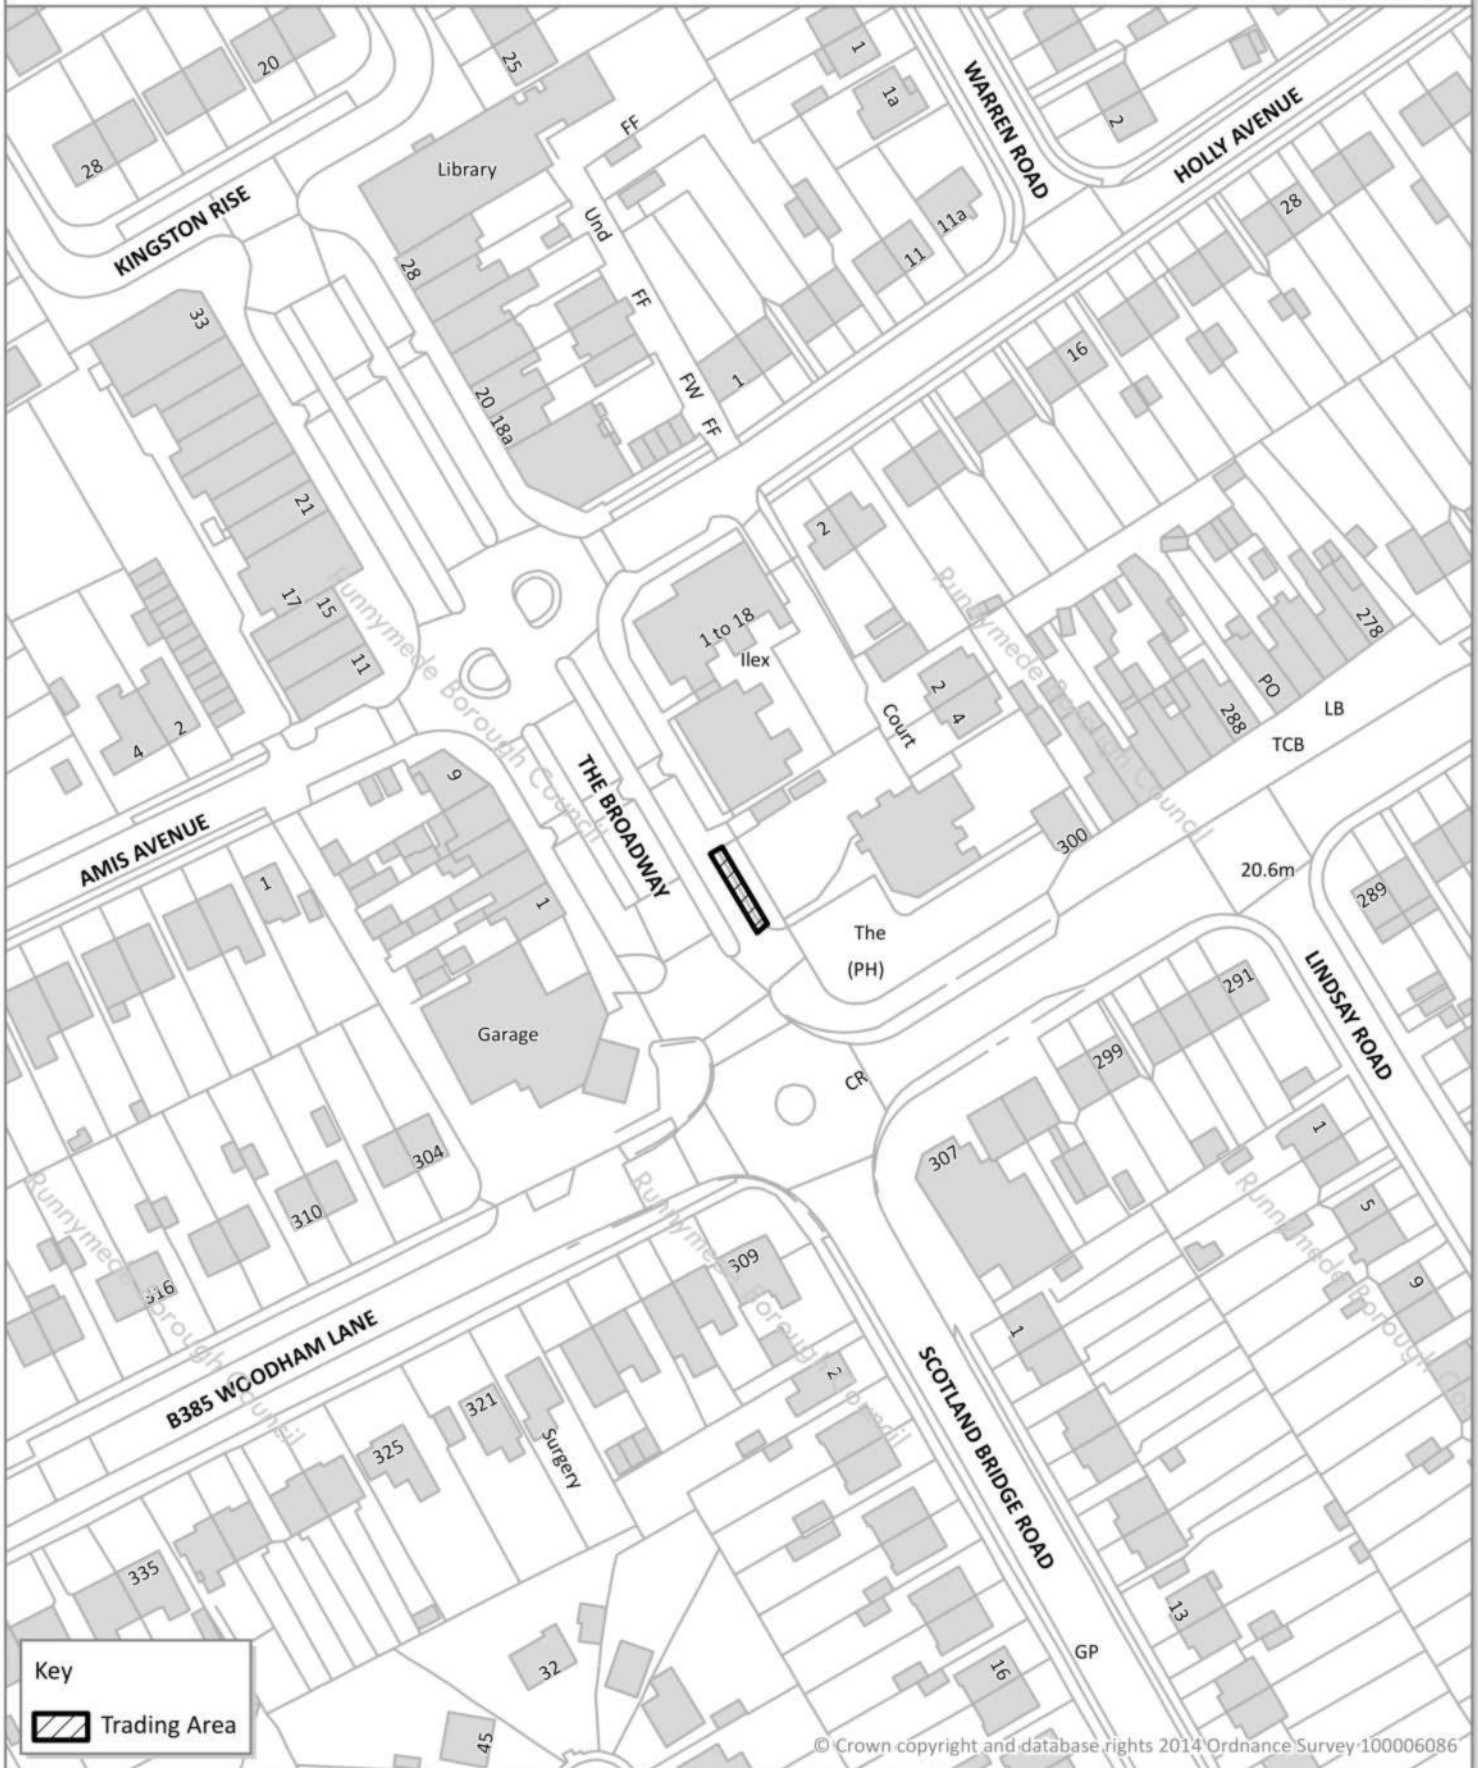 20
25
1
1a
WARREN ROAD
2
HOLLY AVENUE
28
Library
FF
KINGSTON RISE
Und
11a
28
28
11
33
FF
16
20
18a
FW
1
FF
21
2
17
15
1 to 18
Ilex
11
278
2
4
Court
PO
288
LB
TCB
4
2
THE BROADWAY
9
AMIS AVENUE
300
20.6m
1
1
289
The
(PH)
LINDSAY ROAD
291
Garage
299
CR
307
1
304
310
5
309
316
9
B385 WOODHAM LANE
1
2
SCOTLAND BRIDGE ROAD
321
325
Surgery
335
13
32
16
GP
45
Key
Trading Area
Runnymede Borough Council
Runnymede Borough Council
Runnymede Borough Council
Runnymede Borough Council
Runnymede Borough
© Crown copyright and database rights 2014 Ordnance Survey 100006086